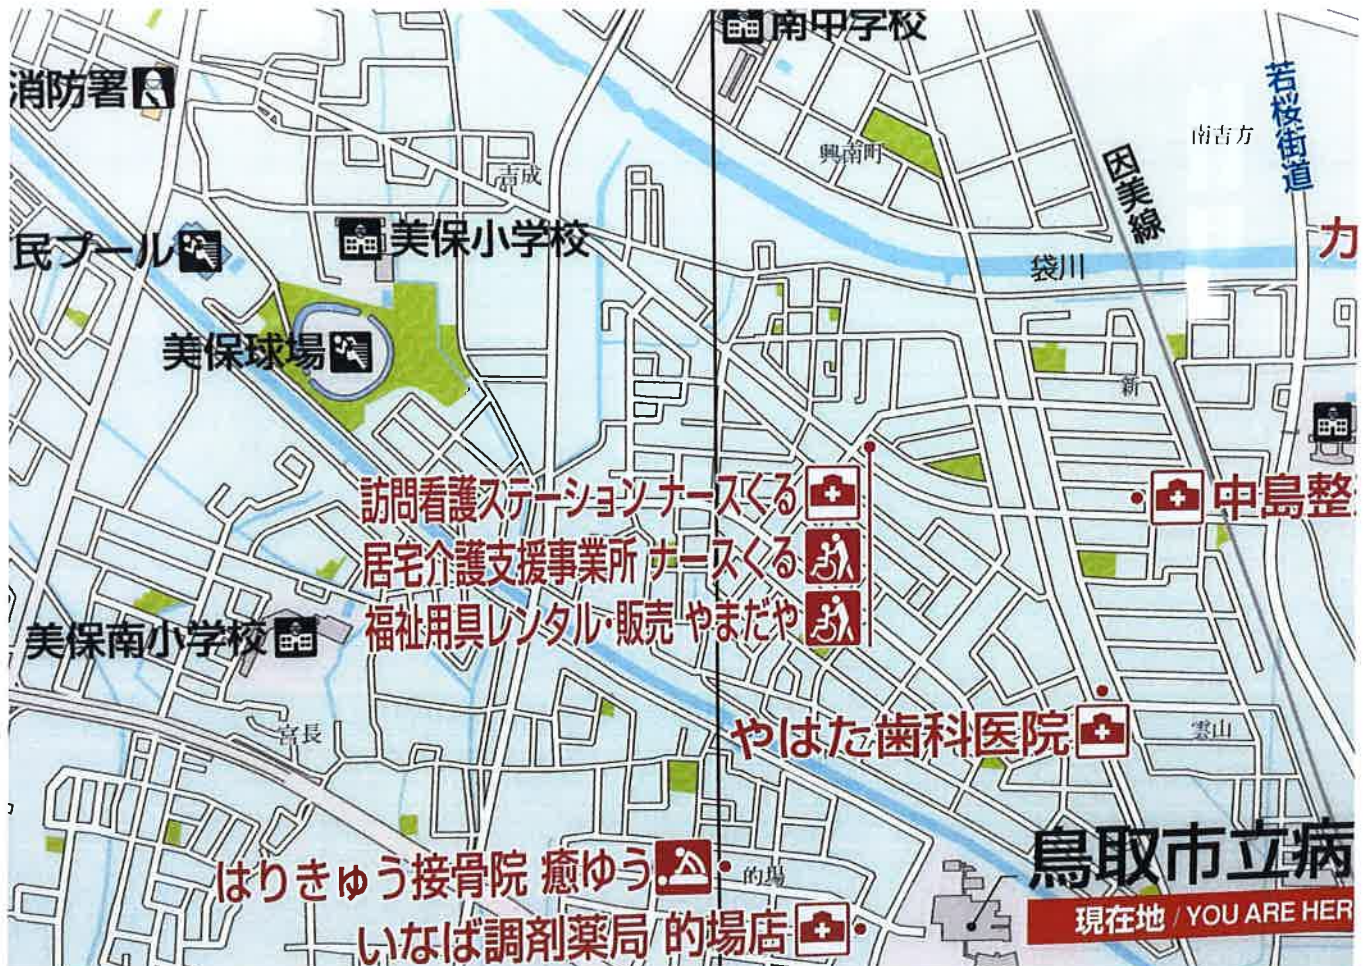 南中学校
消防署
若桜街道
南吉方
興南町
因美線
吉成
民プール
美保小学校
袋川
力
美保球場
新
訪問看護ステーション ナースくる
中島整
居宅介護支援事業所 ナースくる
福祉用具レンタル・販売 やまだや
美保南小学校
宮長
やはた歯科医院
雲山
鳥取市立病
はりきゅう接骨院 癒ゆう
的場
現在地 / YOU ARE HER
いなば調剤薬局 的場店